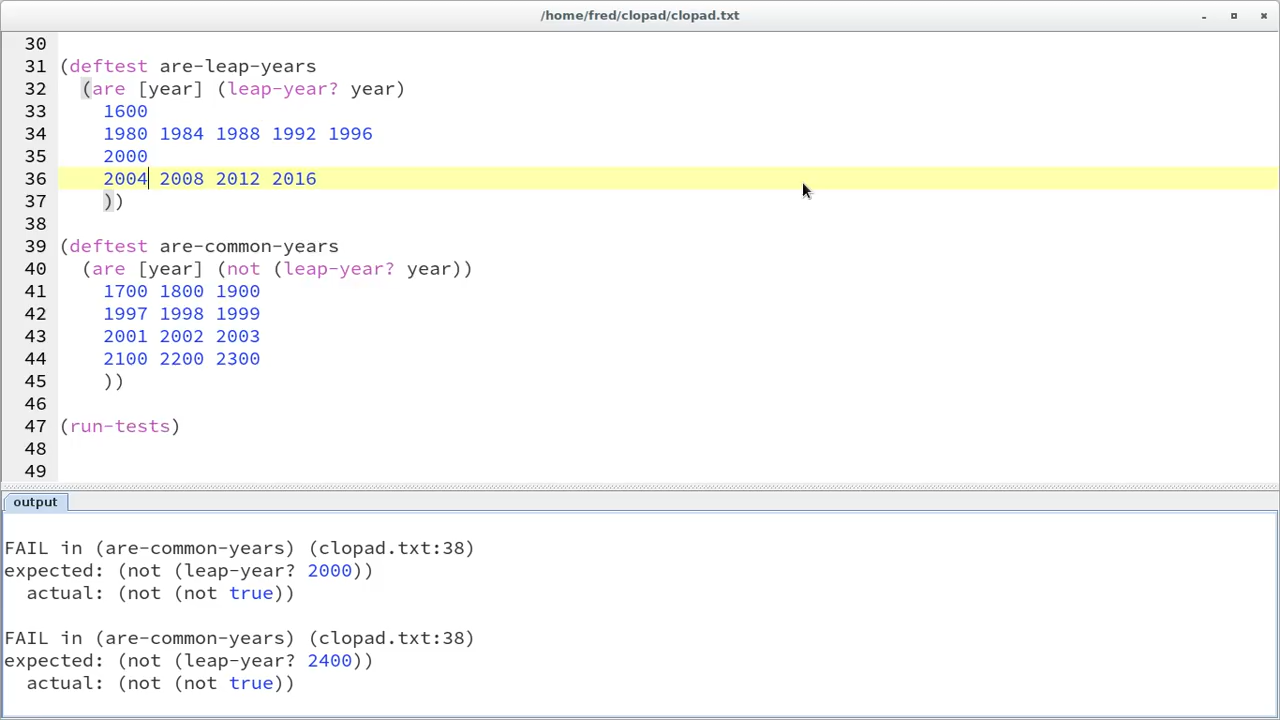 /home/fred/clopad/clopad.txt
30
31 (deftest are-leap-years
32   (are [year] (leap-year? year)
33     1600
34     1980 1984 1988 1992 1996
35     2000
36     2004 2008 2012 2016
37     ))
38
39 (deftest are-common-years
40   (are [year] (not (leap-year? year))
41     1700 1800 1900
42     1997 1998 1999
43     2001 2002 2003
44     2100 2200 2300
45     ))
46
47 (run-tests)
48
49
output
FAIL in (are-common-years) (clopad.txt:38)
expected: (not (leap-year? 2000))
  actual: (not (not true))
FAIL in (are-common-years) (clopad.txt:38)
expected: (not (leap-year? 2400))
  actual: (not (not true))